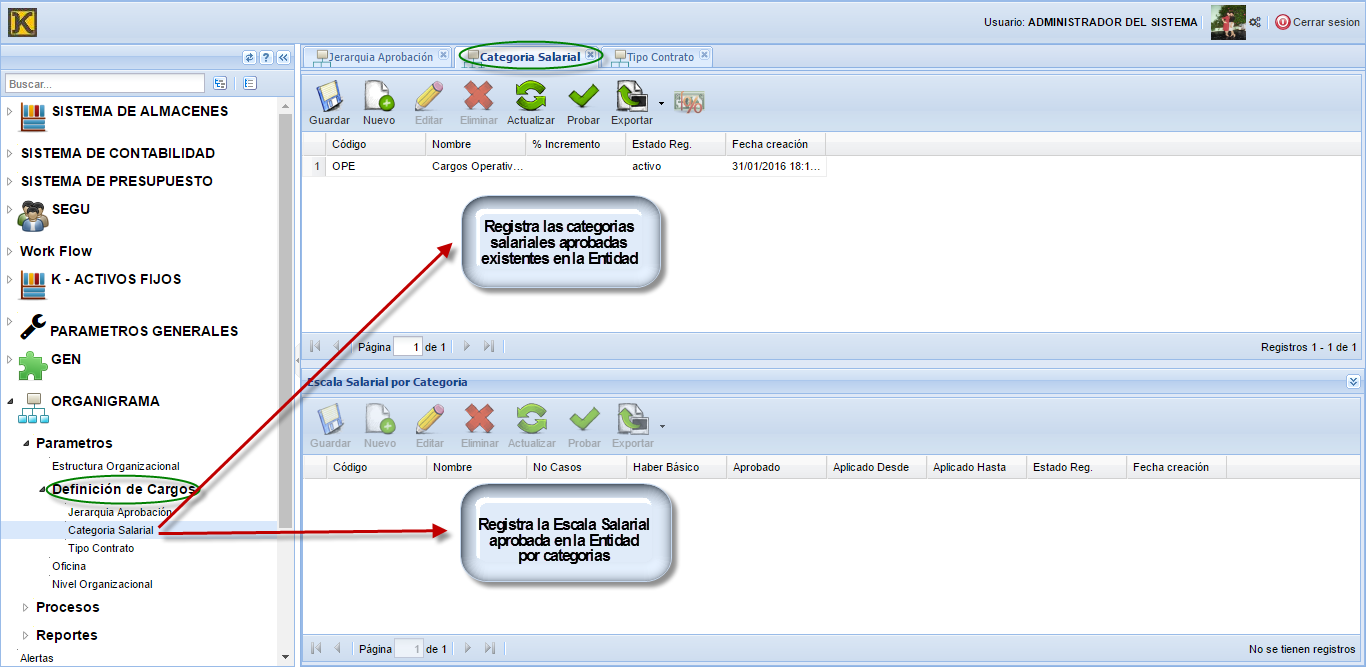 K
Usuario: ADMINISTRADOR DEL SISTEMA
Cerrar sesion
Buscar...
SISTEMA DE ALMACENES
SISTEMA DE CONTABILIDAD
SISTEMA DE PRESUPUESTO
SEGU
Work Flow
K - ACTIVOS FIJOS
PARAMETROS GENERALES
GEN
ORGANIGRAMA
Parametros
Estructura Organizacional
Definición de Cargos
Jerarquia Aprobación
Categoria Salarial
Tipo Contrato
Oficina
Nivel Organizacional
Procesos
Reportes
Alertas
Jerarquia Aprobación Categoria Salarial Tipo Contrato
Guardar Nuevo Editar Eliminar Actualizar Probar Exportar
Código Nombre % Incremento Estado Reg. Fecha creación
1 OPE Cargos Operativ... activo 31/01/2016 18:1...
Registra las categorias
salariales aprobadas
existentes en la Entidad
Página 1 de 1
Registros 1 - 1 de 1
Escala Salarial por Categoria
Guardar Nuevo Editar Eliminar Actualizar Probar Exportar
Código Nombre No Casos Haber Básico Aprobado Aplicado Desde Aplicado Hasta Estado Reg. Fecha creación
Registra la Escala Salarial
aprobada en la Entidad
por categorias
Página 1 de 1
No se tienen registros